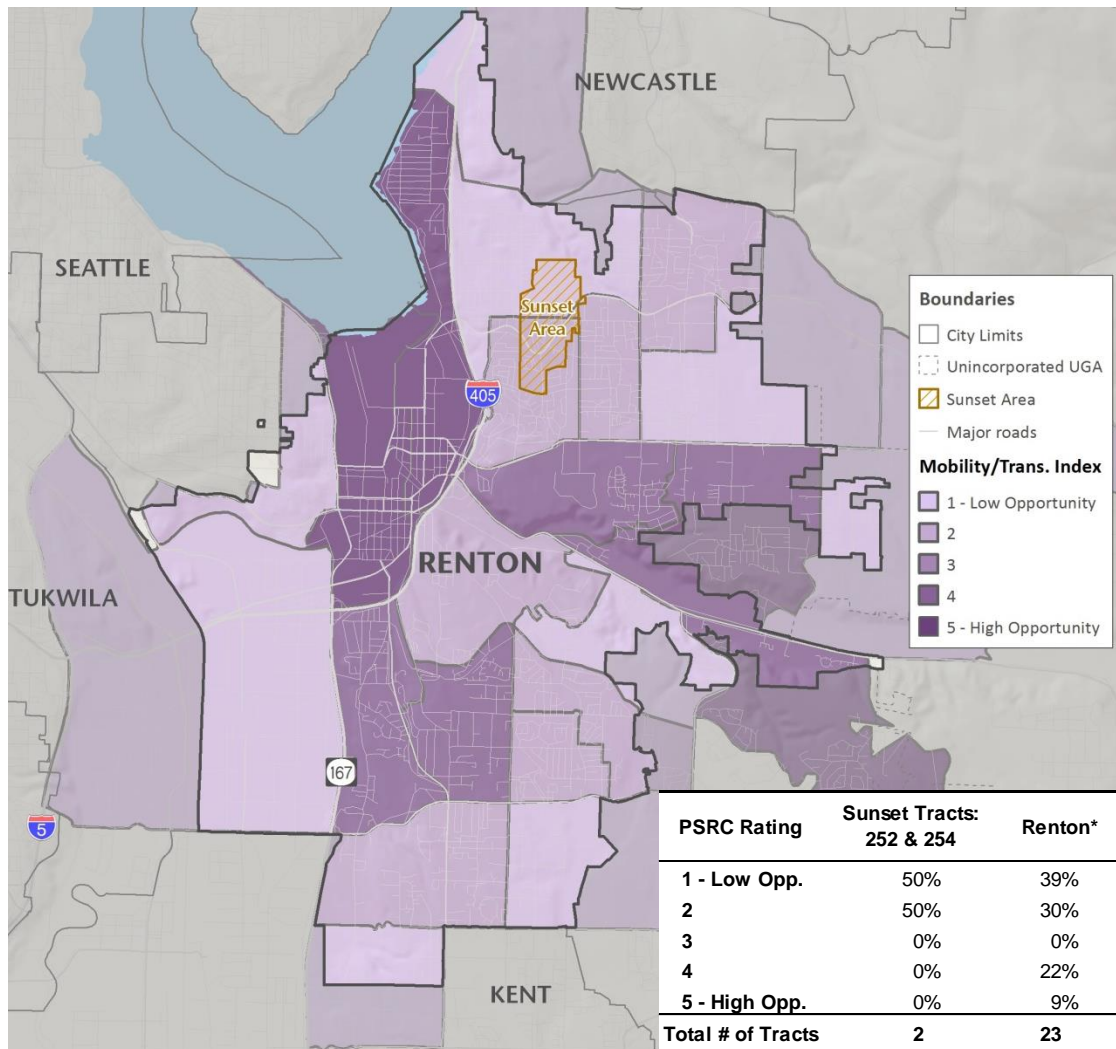 NEWCASTLE
SEATTLE
Sunset
Area
405
RENTON
TUKWILA
167
5
KENT
Boundaries
City Limits
Unincorporated UGA
Sunset Area
Major roads
Mobility/Trans. Index
1 - Low Opportunity
2
3
4
5 - High Opportunity
PSRC Rating Sunset Tracts: 252 & 254 Renton*
1 - Low Opp. 50% 39%
2 50% 30%
3 0% 0%
4 0% 22%
5 - High Opp. 0% 9%
Total # of Tracts 2 23